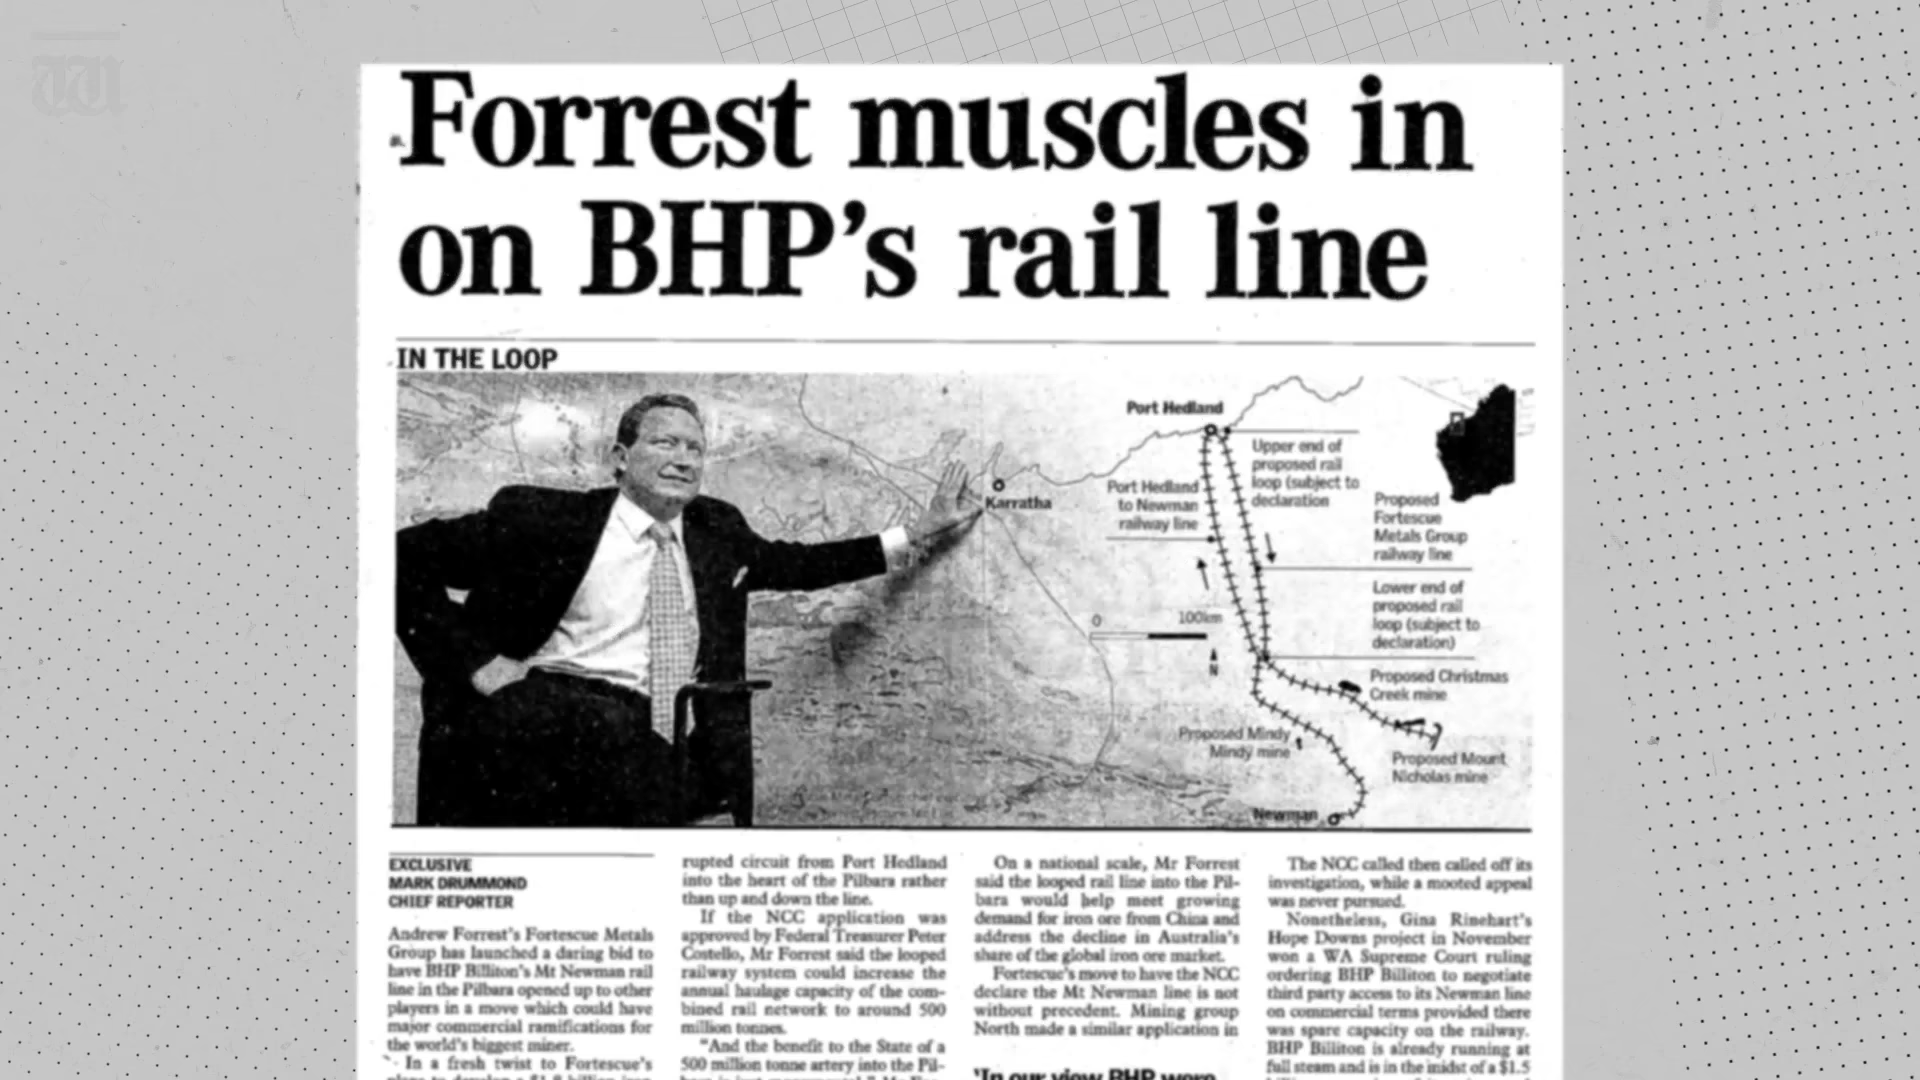 W
Forrest muscles in
on BHP's rail line
IN THE LOOP
Port Hedland
Karratha
Port Hedland
to Newman
railway line
Upper end of
proposed rail
loop (subject to
declaration
Proposed
Fortescue
Metals Group
railway line
Lower end of
proposed rail
loop (subject to
declaration)
0
100km
N
Proposed Christmas
Creek mine
Proposed Mindy
Mindy mine
Proposed Mount
Nicholas mine
Newman
EXCLUSIVE
MARK DRUMMOND
CHIEF REPORTER
Andrew Forrest's Fortescue Metals
Group has launched a daring bid to
have BHP Billiton's Mt Newman rail
line in the Pilbara opened up to other
players in a move which could have
major commercial ramifications for
the world's biggest miner.
In a fresh twist to Fortescue's
rupted circuit from Port Hedland
into the heart of the Pilbara rather
than up and down the line.
If the NCC application was
approved by Federal Treasurer Peter
Costello, Mr Forrest said the looped
railway system could increase the
annual haulage capacity of the com-
bined rail network to around 500
million tonnes.
"And the benefit to the State of a
500 million tonne artery into the Pil-
On a national scale, Mr Forrest
said the looped rail line into the Pil-
bara would help meet growing
demand for iron ore from China and
address the decline in Australia's
share of the global iron ore market.
Fortescue's move to have the NCC
declare the Mt Newman line is not
without precedent. Mining group
North made a similar application in
'In our view BHP were
The NCC called then called off its
investigation, while a mooted appeal
was never pursued.
Nonetheless, Gina Rinehart's
Hope Downs project in November
won a WA Supreme Court ruling
ordering BHP Billiton to negotiate
third party access to its Newman line
on commercial terms provided there
was spare capacity on the railway.
BHP Billiton is already running at
full steam and is in the midst of a $1.5